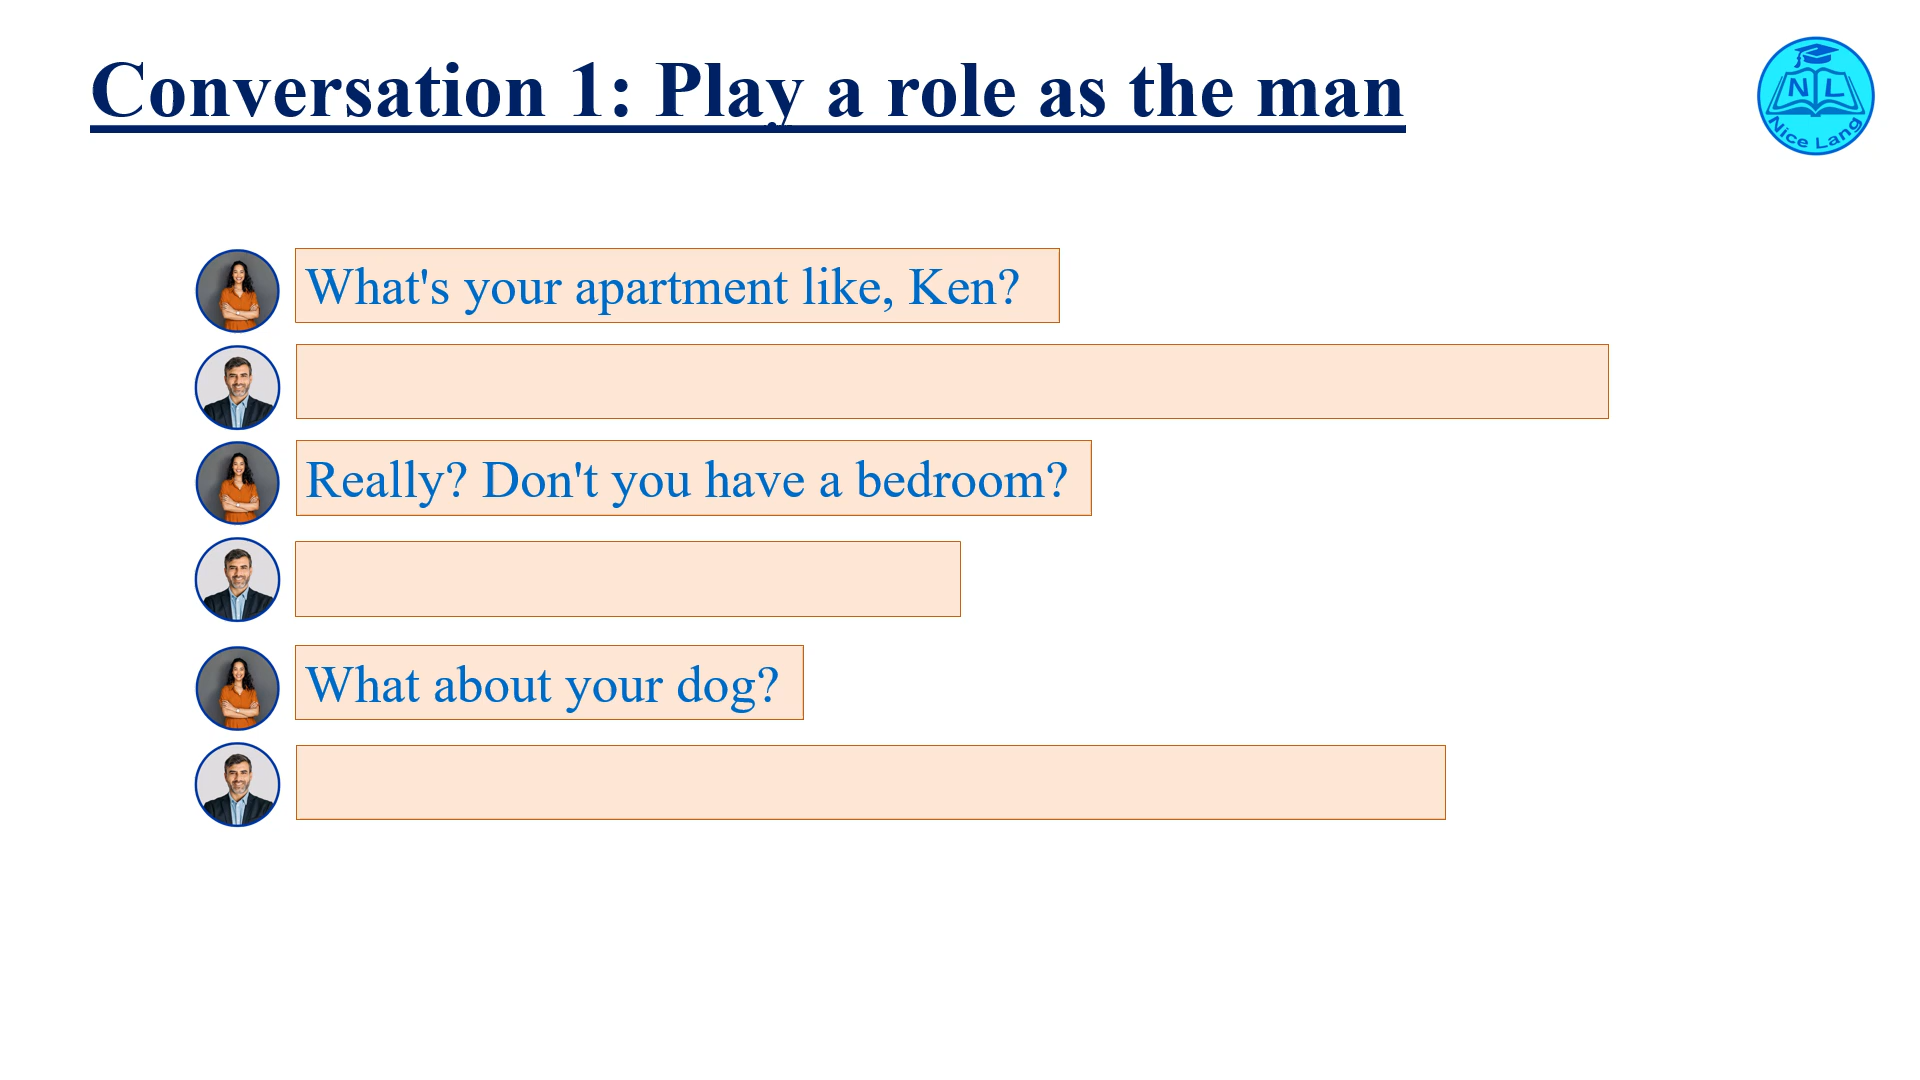 Conversation 1: Play a role as the man
N L
Nice Lang
What's your apartment like, Ken?
Really? Don't you have a bedroom?
What about your dog?